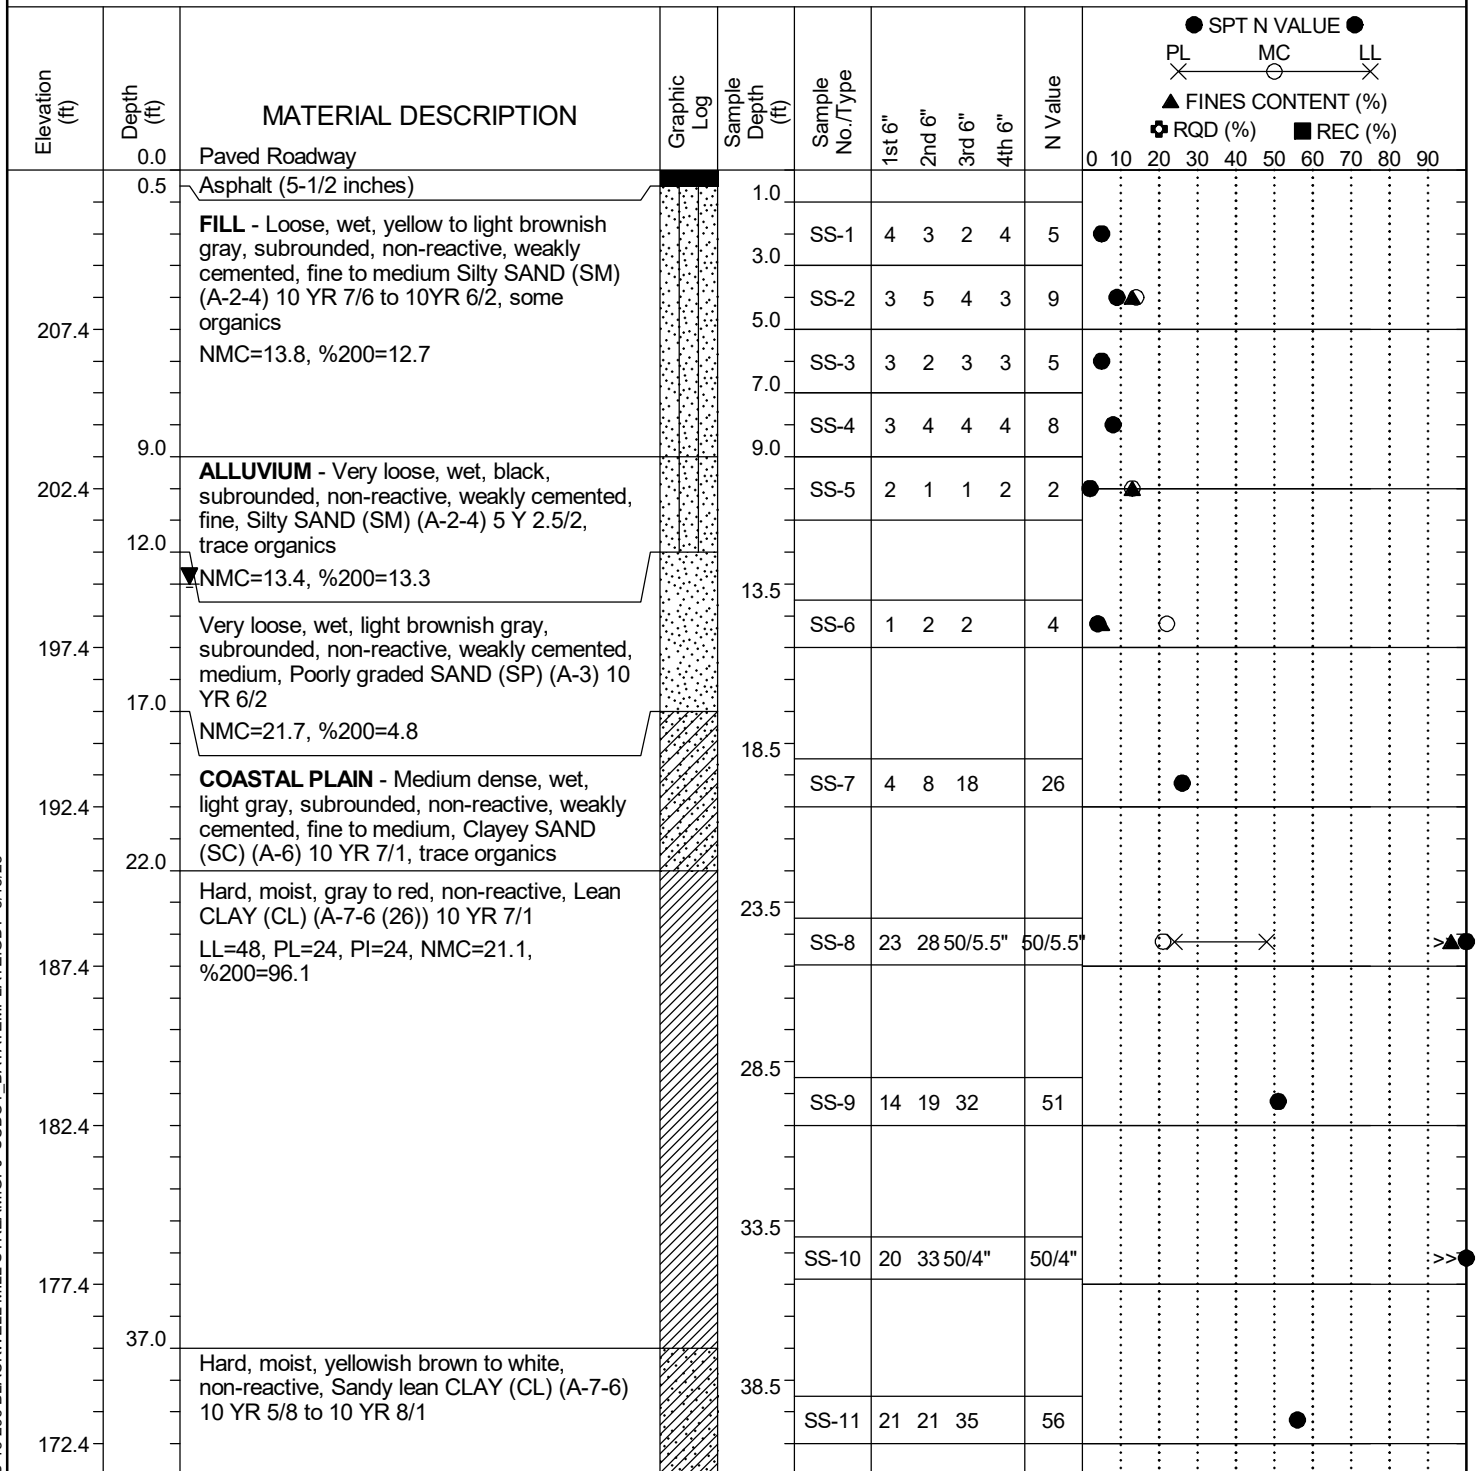 ● SPT N VALUE ●
PL MC LL
▲ FINES CONTENT (%)
RQD (%) ■ REC (%)
Elevation (ft)
Depth (ft)
MATERIAL DESCRIPTION
Graphic Log
Sample Depth (ft)
Sample No./Type
1st 6"
2nd 6"
3rd 6"
4th 6"
N Value
0 10 20 30 40 50 60 70 80 90
0.0 Paved Roadway
0.5 Asphalt (5-1/2 inches)
1.0
FILL - Loose, wet, yellow to light brownish
gray, subrounded, non-reactive, weakly
cemented, fine to medium Silty SAND (SM)
(A-2-4) 10 YR 7/6 to 10YR 6/2, some
organics
NMC=13.8, %200=12.7
SS-1 4 3 2 4 5
3.0
SS-2 3 5 4 3 9
5.0
207.4
SS-3 3 2 3 3 5
7.0
SS-4 3 4 4 4 8
9.0
9.0
ALLUVIUM - Very loose, wet, black,
subrounded, non-reactive, weakly cemented,
fine, Silty SAND (SM) (A-2-4) 5 Y 2.5/2,
trace organics
NMC=13.4, %200=13.3
202.4
SS-5 2 1 1 2 2
12.0
13.5
Very loose, wet, light brownish gray,
subrounded, non-reactive, weakly cemented,
medium, Poorly graded SAND (SP) (A-3) 10
YR 6/2
NMC=21.7, %200=4.8
SS-6 1 2 2 4
197.4
17.0
18.5
COASTAL PLAIN - Medium dense, wet,
light gray, subrounded, non-reactive, weakly
cemented, fine to medium, Clayey SAND
(SC) (A-6) 10 YR 7/1, trace organics
SS-7 4 8 18 26
192.4
22.0
Hard, moist, gray to red, non-reactive, Lean
CLAY (CL) (A-7-6 (26)) 10 YR 7/1
LL=48, PL=24, PI=24, NMC=21.1,
%200=96.1
23.5
SS-8 23 28 50/5.5" 50/5.5" >
187.4
28.5
SS-9 14 19 32 51
182.4
33.5
SS-10 20 33 50/4" 50/4" >>
177.4
37.0
Hard, moist, yellowish brown to white,
non-reactive, Sandy lean CLAY (CL) (A-7-6)
10 YR 5/8 to 10 YR 8/1
38.5
SS-11 21 21 35 56
172.4